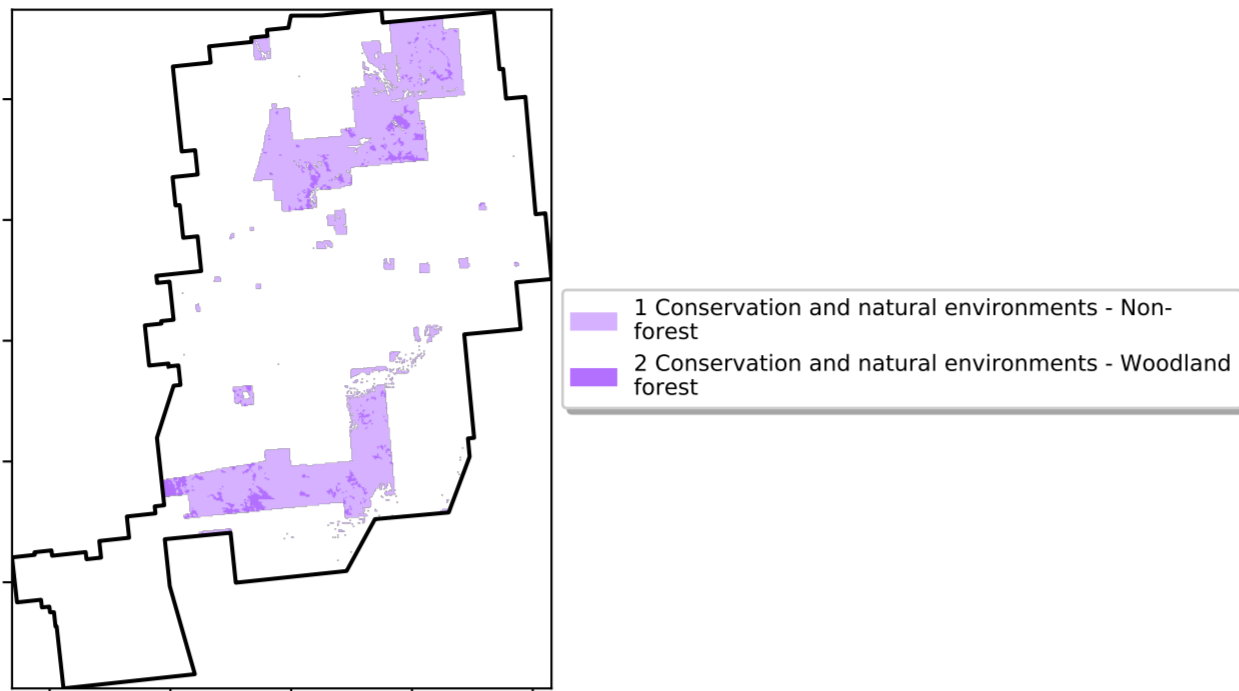 1 Conservation and natural environments - Non-
forest
2 Conservation and natural environments - Woodland
forest